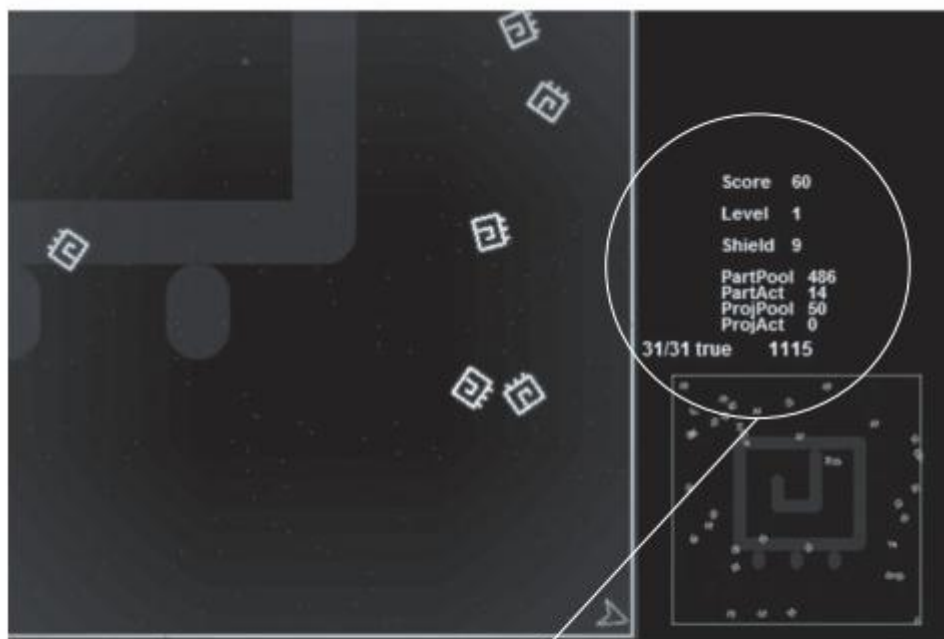 Score 60
Level 1
Shield 9
PartPool 486
PartAct 14
ProjPool 50
ProjAct 0
31/31 true 1115